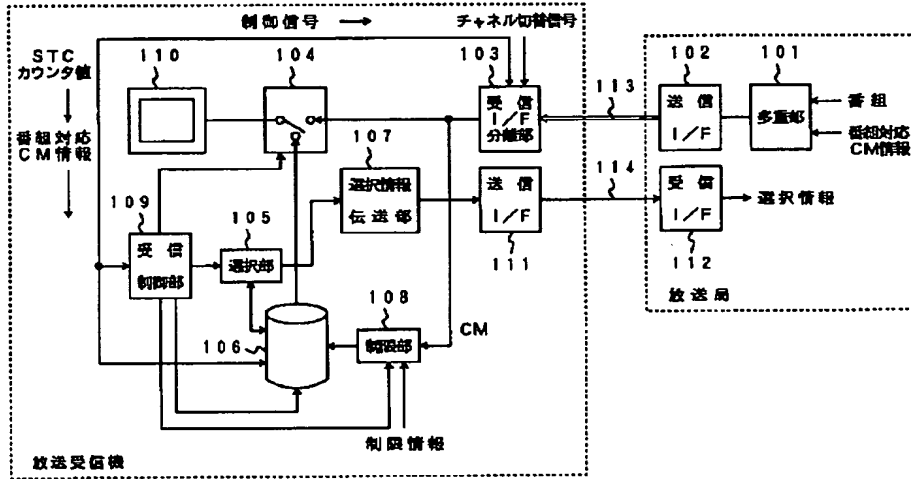 制御信号
チャネル切替信号
STC
カウンタ値
番組対応
CM情報
110
104
103
受信
I/F
分離部
113
102
送信
I/F
101
多重部
番組
番組対応
CM情報
107
選択情報
伝送部
送信
I/F
111
114
受信
I/F
112
選択情報
放送局
109
受信
制御部
105
選択部
106
108
制限部
CM
制限情報
放送受信機